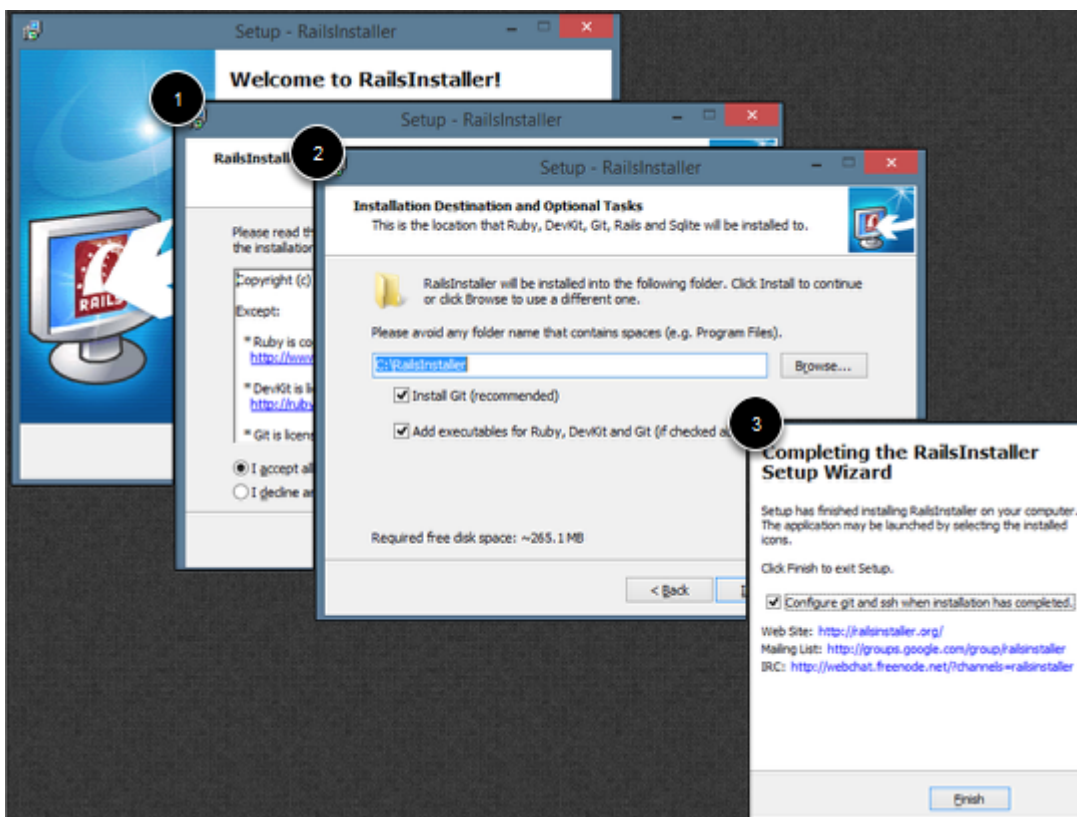 Setup - RailsInstaller
Welcome to RailsInstaller!
RAILS
1
Setup - RailsInstaller
RailsInstall
Please read th
the installation
Copyright (c)
Except:
* Ruby is co
http://www
* DevKit is li
http://ruby
* Git is licens
I accept all
I decline an
2
Setup - RailsInstaller
Installation Destination and Optional Tasks
This is the location that Ruby, DevKit, Git, Rails and Sqlite will be installed to.
RailsInstaller will be installed into the following folder. Click Install to continue
or click Browse to use a different one.
Please avoid any folder name that contains spaces (e.g. Program Files).
C:\RailsInstaller
Browse...
Install Git (recommended)
Add executables for Ruby, DevKit and Git (if checked a
Required free disk space: ~265.1 MB
< Back
3
Completing the RailsInstaller
Setup Wizard
Setup has finished installing RailsInstaller on your computer.
The application may be launched by selecting the installed
icons.
Click Finish to exit Setup.
Configure git and ssh when installation has completed.
Web Site: http://railsinstaller.org/
Mailing List: http://groups.google.com/group/railsinstaller
IRC: http://webchat.freenode.net/?channels=railsinstaller
Finish